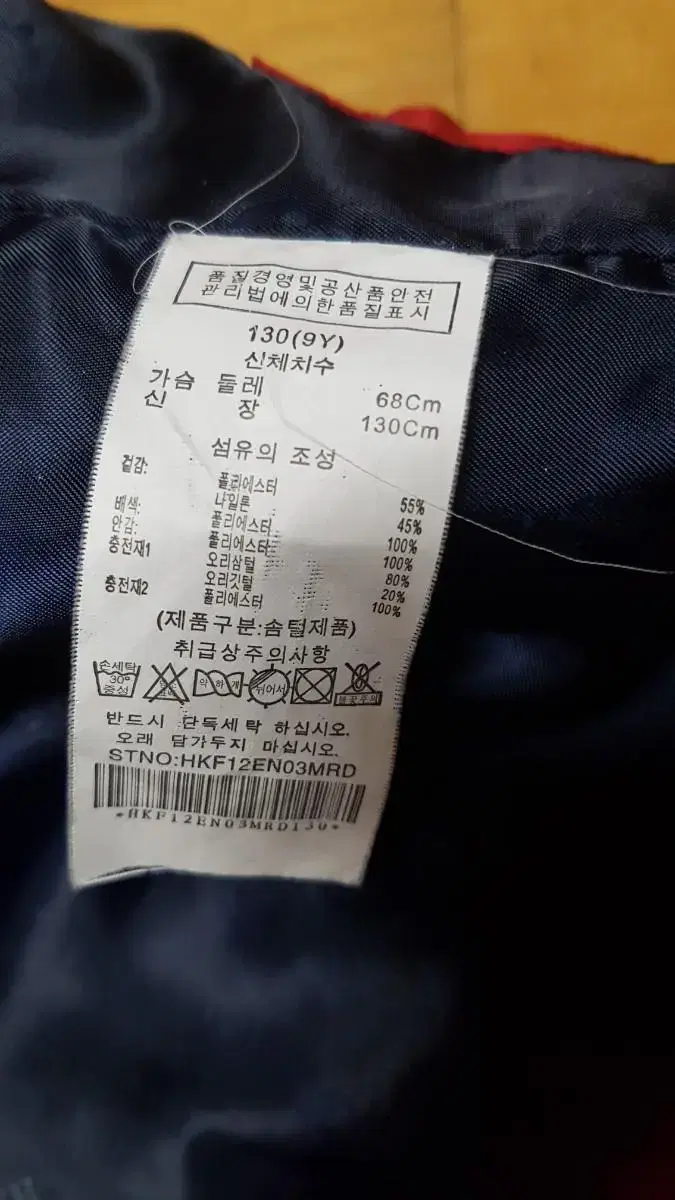 품질경영및공산품안전
관리법에의한품질표시
130(9Y)
신체치수
가슴 둘레 68Cm
신 장 130Cm
섬유의 조성
겉감: 폴리에스터 55%
나일론 45%
배색: 폴리에스터 100%
안감: 폴리에스터 100%
충전재1 오리솜털 80%
오리깃털 20%
충전재2 폴리에스터 100%
(제품구분:솜털제품)
취급상주의사항
손세탁
30°
중성
약하게
뉘어서
반드시 단독세탁 하십시오.
오래 담가두지 마십시오.
STNO:HKF12EN03MRD
*HKF12EN03MRD130*